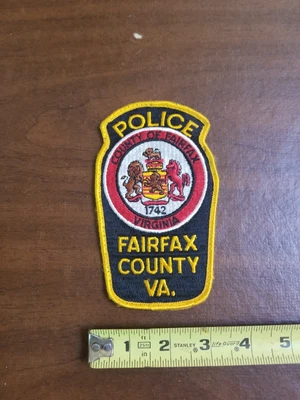 POLICE
COUNTY OF FAIRFAX
1742
VIRGINIA
FAIRFAX
COUNTY
VA.
1 2 STANLEY 3 4 5